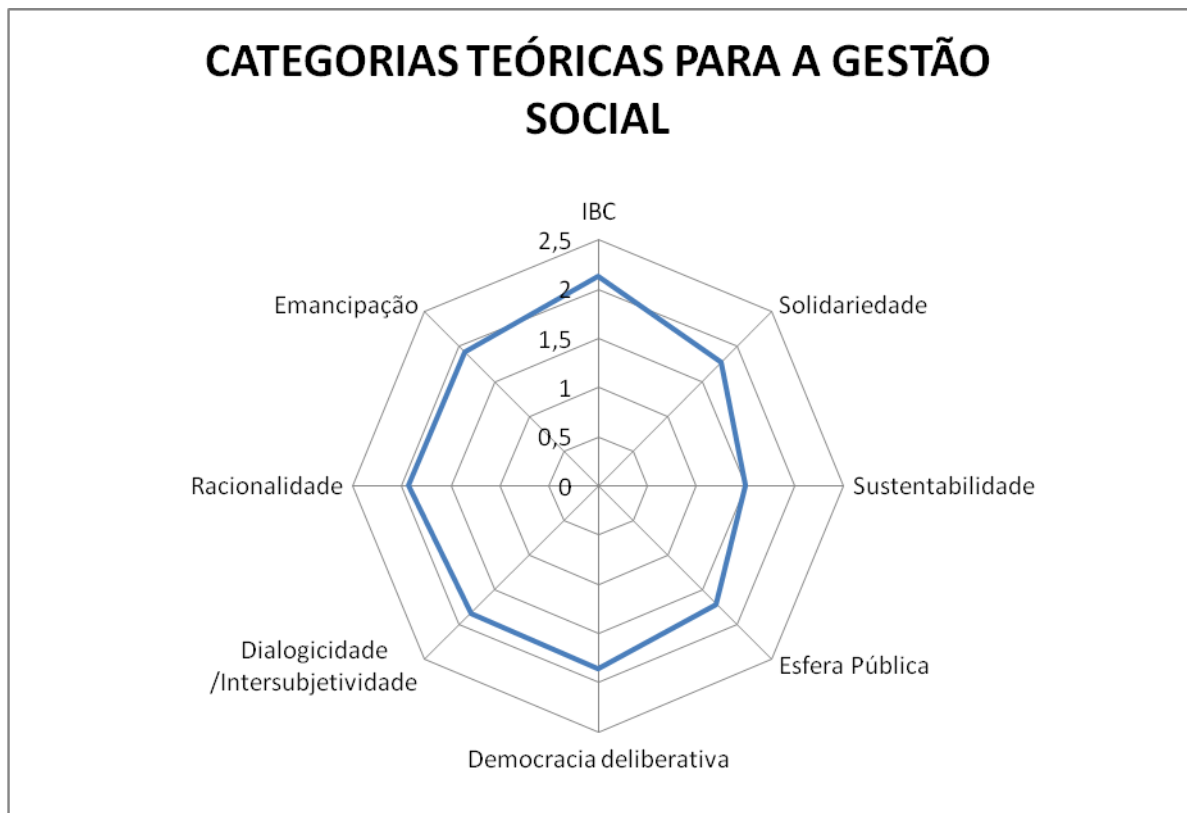 CATEGORIAS TEÓRICAS PARA A GESTÃO
SOCIAL
IBC
Solidariedade
Sustentabilidade
Esfera Pública
Democracia deliberativa
Dialogicidade
/Intersubjetividade
Racionalidade
Emancipação
2,5
2
1,5
1
0,5
0